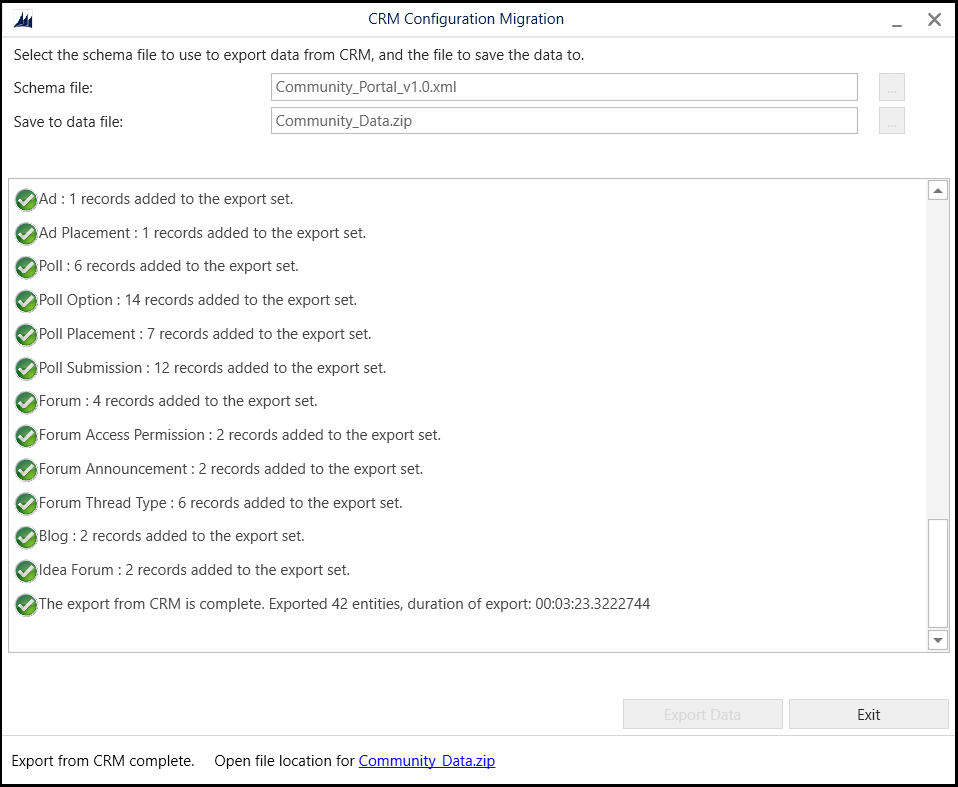 CRM Configuration Migration
Select the schema file to use to export data from CRM, and the file to save the data to.
Schema file:
Community_Portal_v1.0.xml
...
Save to data file:
Community_Data.zip
...
Ad : 1 records added to the export set.
Ad Placement : 1 records added to the export set.
Poll : 6 records added to the export set.
Poll Option : 14 records added to the export set.
Poll Placement : 7 records added to the export set.
Poll Submission : 12 records added to the export set.
Forum : 4 records added to the export set.
Forum Access Permission : 2 records added to the export set.
Forum Announcement : 2 records added to the export set.
Forum Thread Type : 6 records added to the export set.
Blog : 2 records added to the export set.
Idea Forum : 2 records added to the export set.
The export from CRM is complete. Exported 42 entities, duration of export: 00:03:23.3222744
Export Data
Exit
Export from CRM complete. Open file location for Community_Data.zip